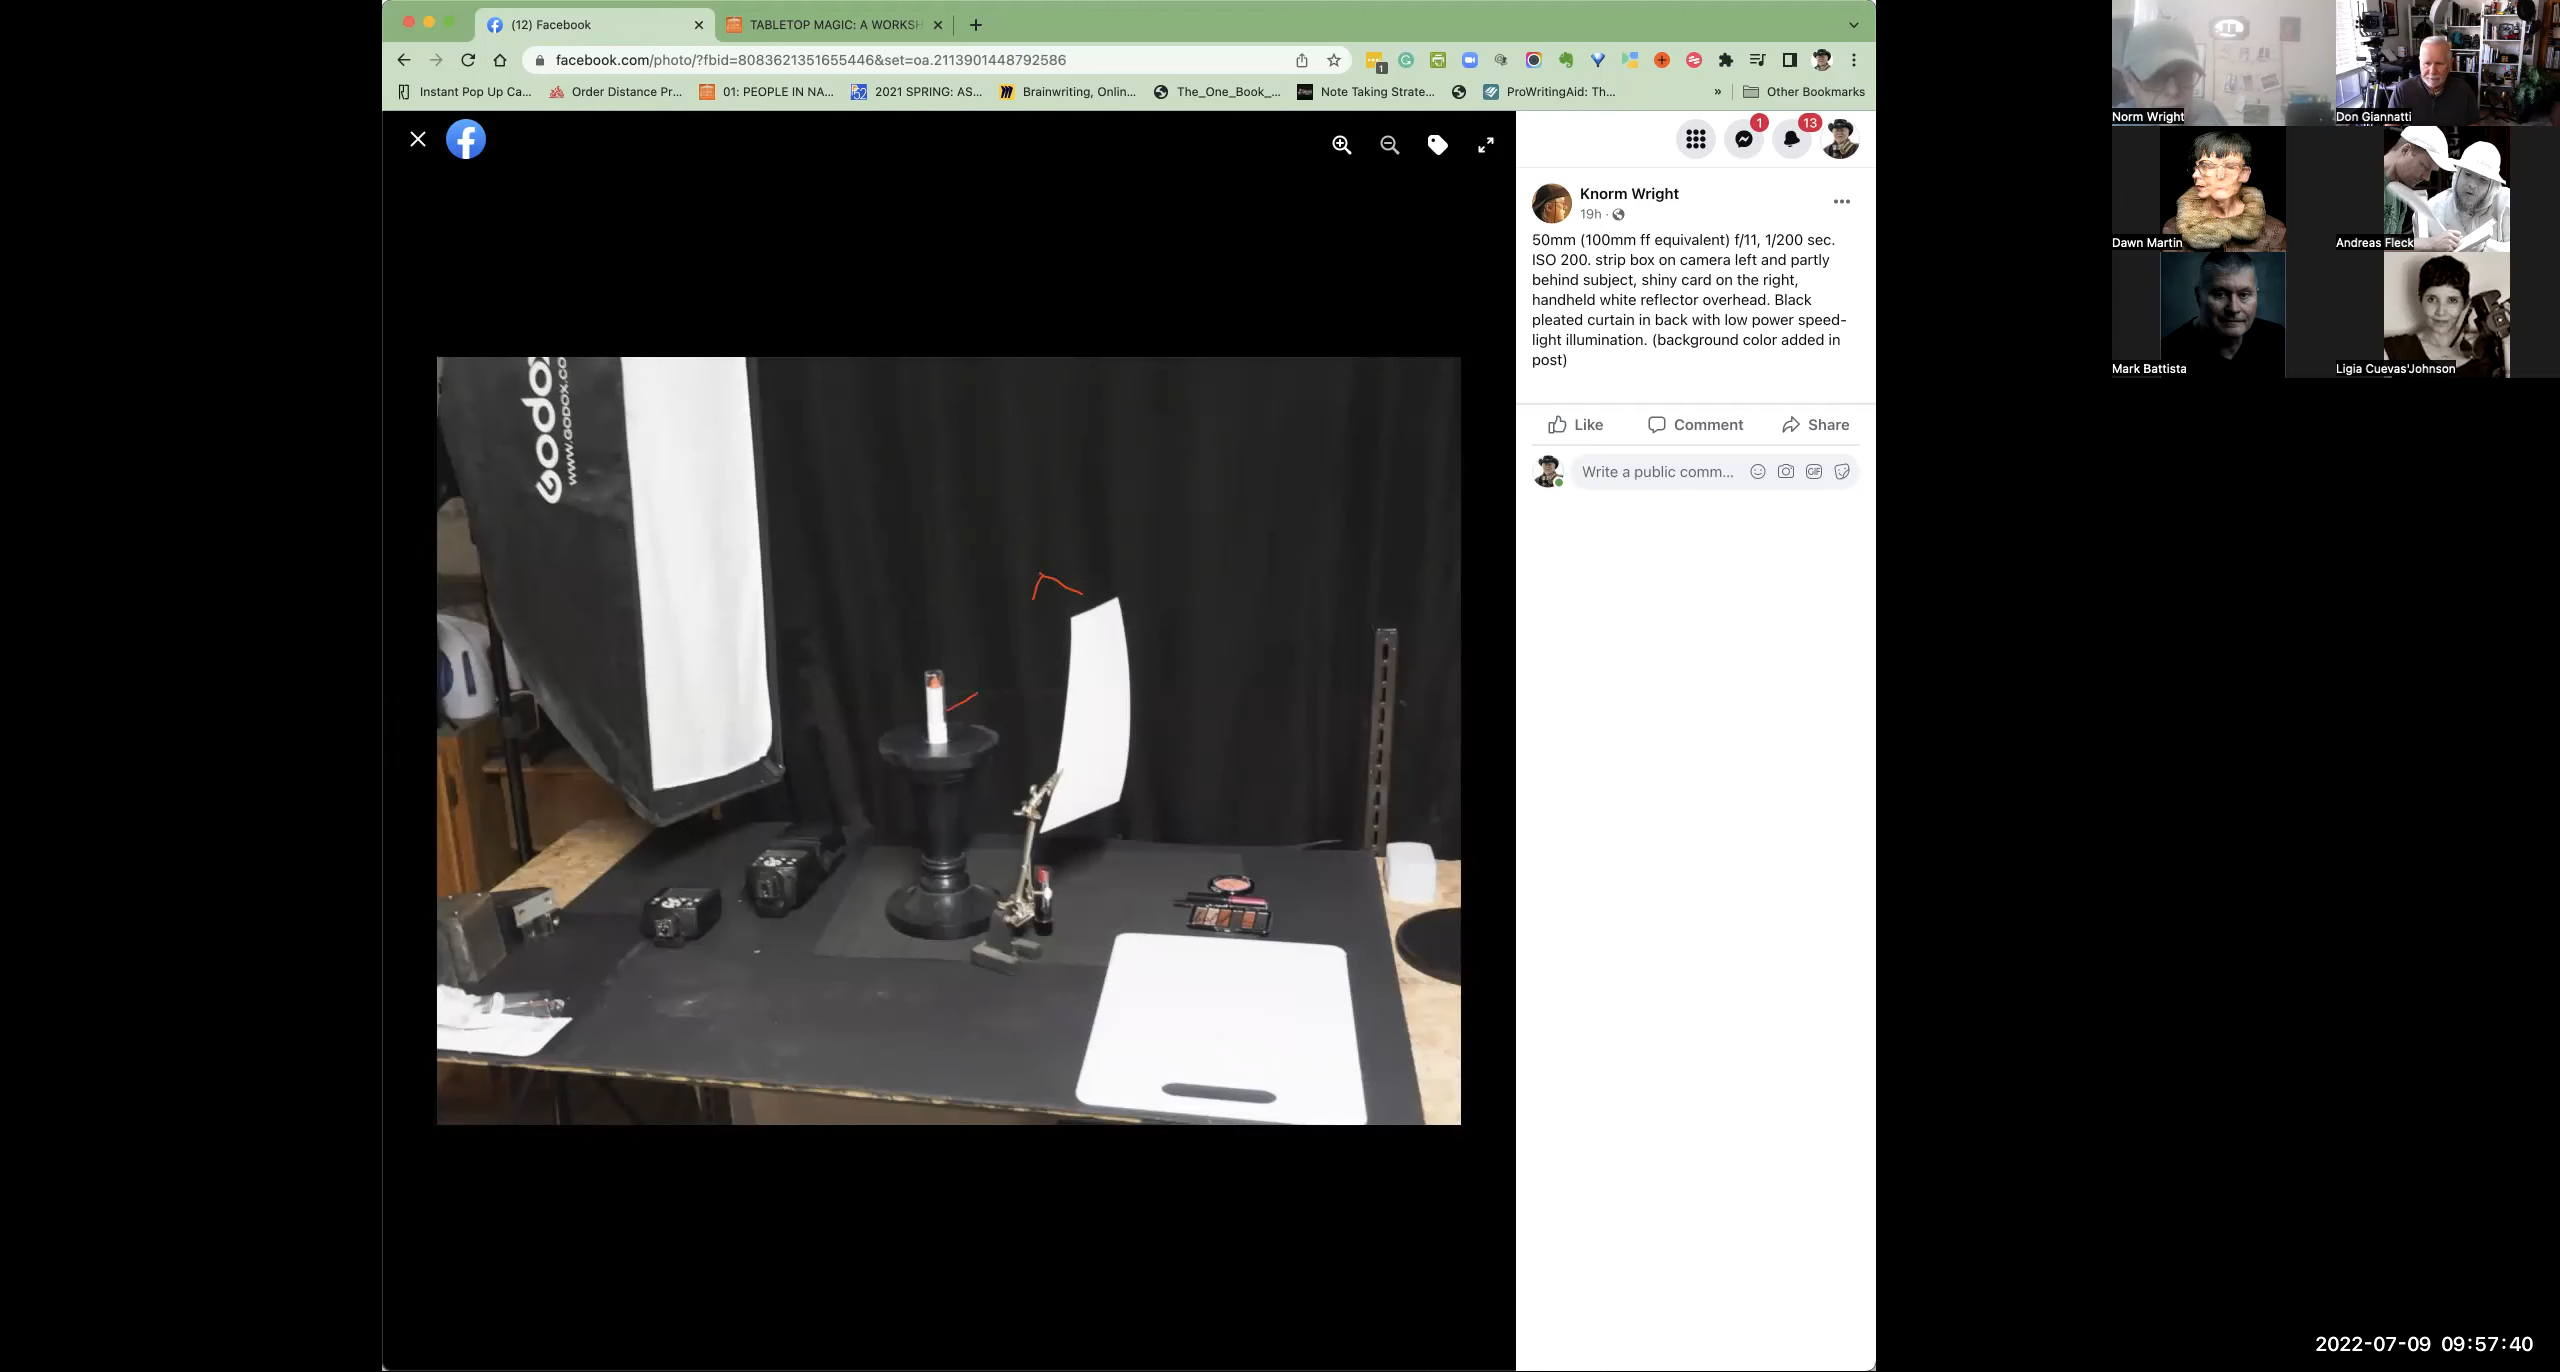 (12) Facebook
TABLETOP MAGIC: A WORKSH
facebook.com/photo/?fbid=8083621351655446&set=oa.2113901448792586
1
Instant Pop Up Ca...
Order Distance Pr...
01: PEOPLE IN NA...
2021 SPRING: AS...
Brainwriting, Onlin...
The_One_Book_...
Note Taking Strate...
ProWritingAid: Th...
»
Other Bookmarks
1
13
Knorm Wright
19h ·
50mm (100mm ff equivalent) f/11, 1/200 sec.
ISO 200. strip box on camera left and partly
behind subject, shiny card on the right,
handheld white reflector overhead. Black
pleated curtain in back with low power speed-
light illumination. (background color added in
post)
Like
Comment
Share
Write a public comm...
GIF
Godox
WWW.GODOX.CO
Norm Wright
Don Giannatti
Dawn Martin
Andreas Fleck
Mark Battista
Ligia Cuevas'Johnson
2022-07-09 09:57:40